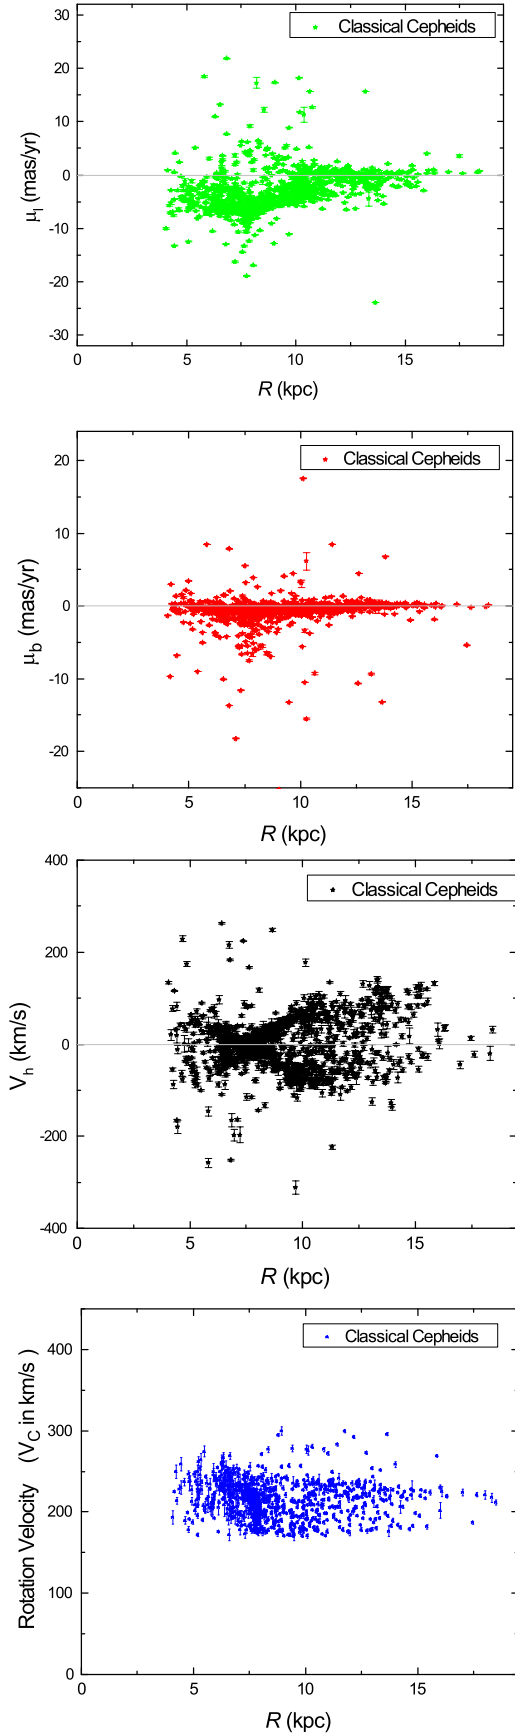 Classical Cepheids
30
20
10
0
-10
-20
-30
μl (mas/yr)
0 5 10 15
R (kpc)
Classical Cepheids
20
10
0
-10
-20
μb (mas/yr)
0 5 10 15
R (kpc)
Classical Cepheids
400
200
0
-200
-400
Vh (km/s)
0 5 10 15
R (kpc)
Classical Cepheids
400
300
200
100
0
Rotation Velocity (VC in km/s)
0 5 10 15
R (kpc)